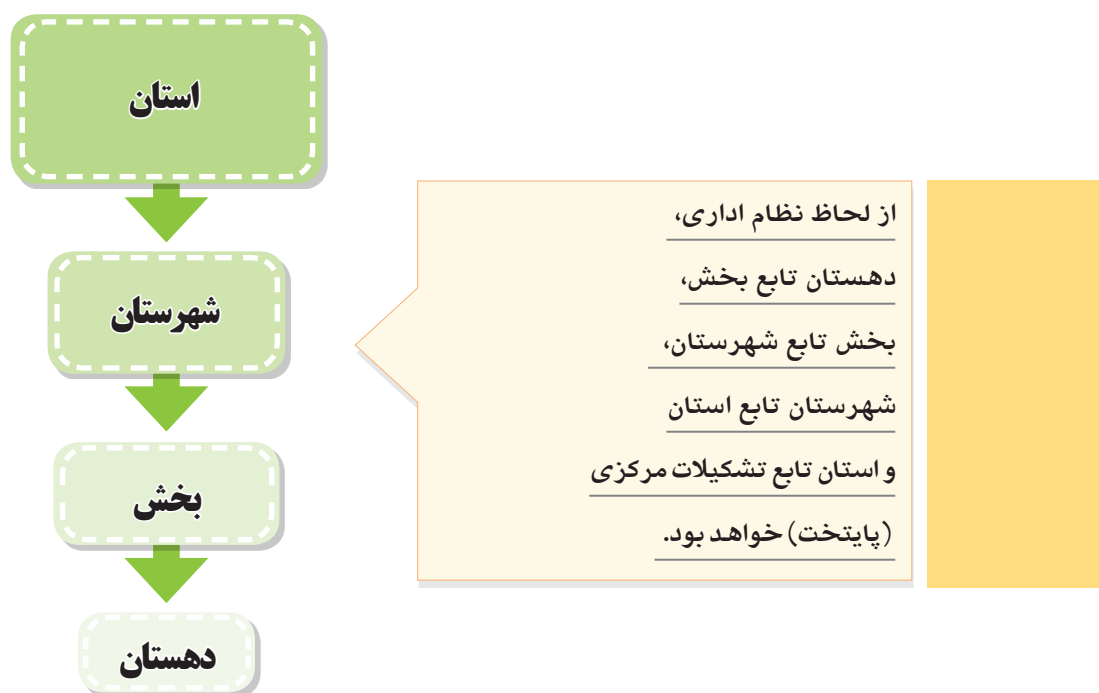 استان
شهرستان
بخش
دهستان
از لحاظ نظام اداری،
دهستان تابع بخش،
بخش تابع شهرستان،
شهرستان تابع استان
و استان تابع تشکیلات مرکزی
(پایتخت) خواهد بود.